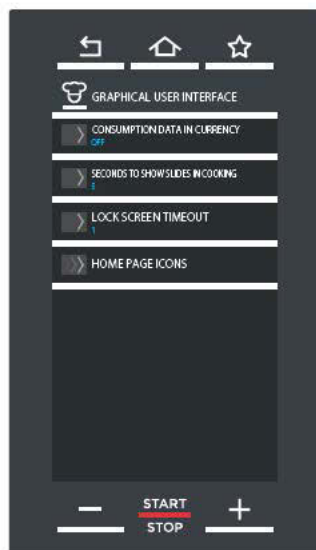 GRAPHICAL USER INTERFACE
CONSUMPTION DATA IN CURRENCY
OFF
SECONDS TO SHOW SLIDES IN COOKING
5
LOCK SCREEN TIMEOUT
1
HOME PAGE ICONS
START
STOP